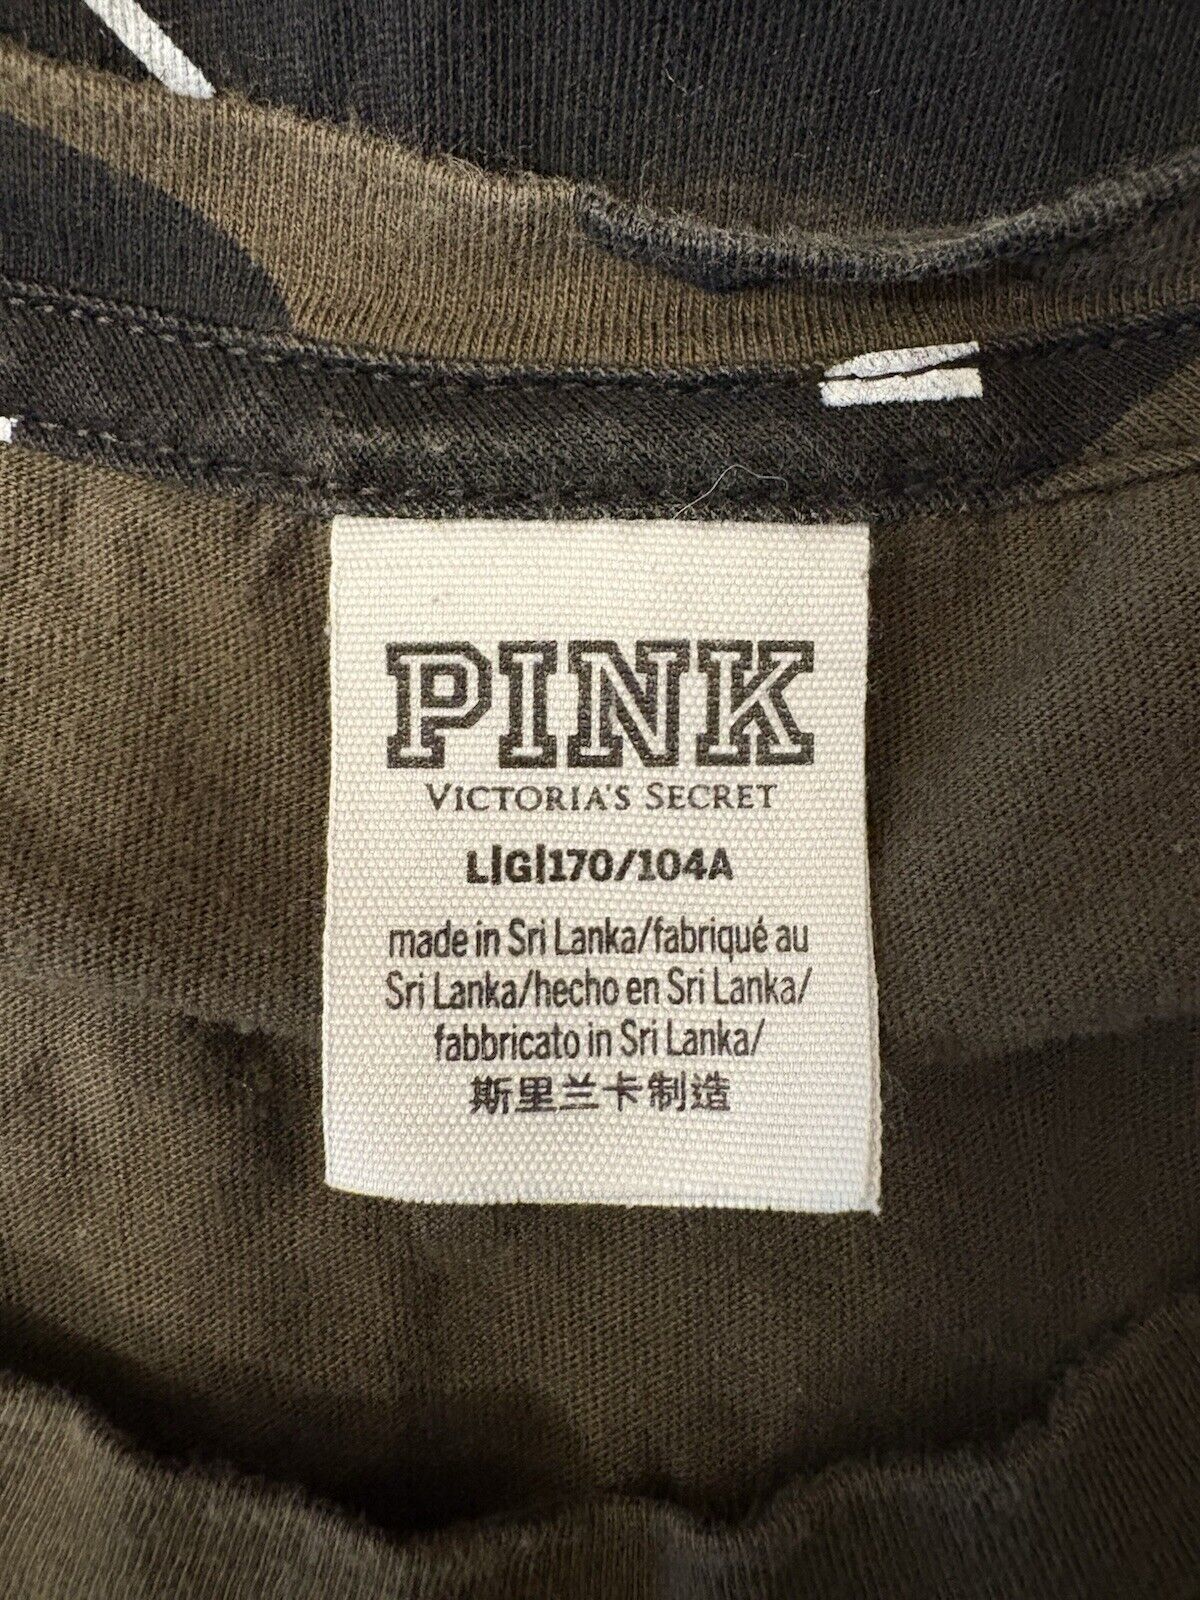 PINK
VICTORIA'S SECRET
L|G|170/104A
made in Sri Lanka/fabriqué au
Sri Lanka/hecho en Sri Lanka/
fabbricato in Sri Lanka/
斯里兰卡制造